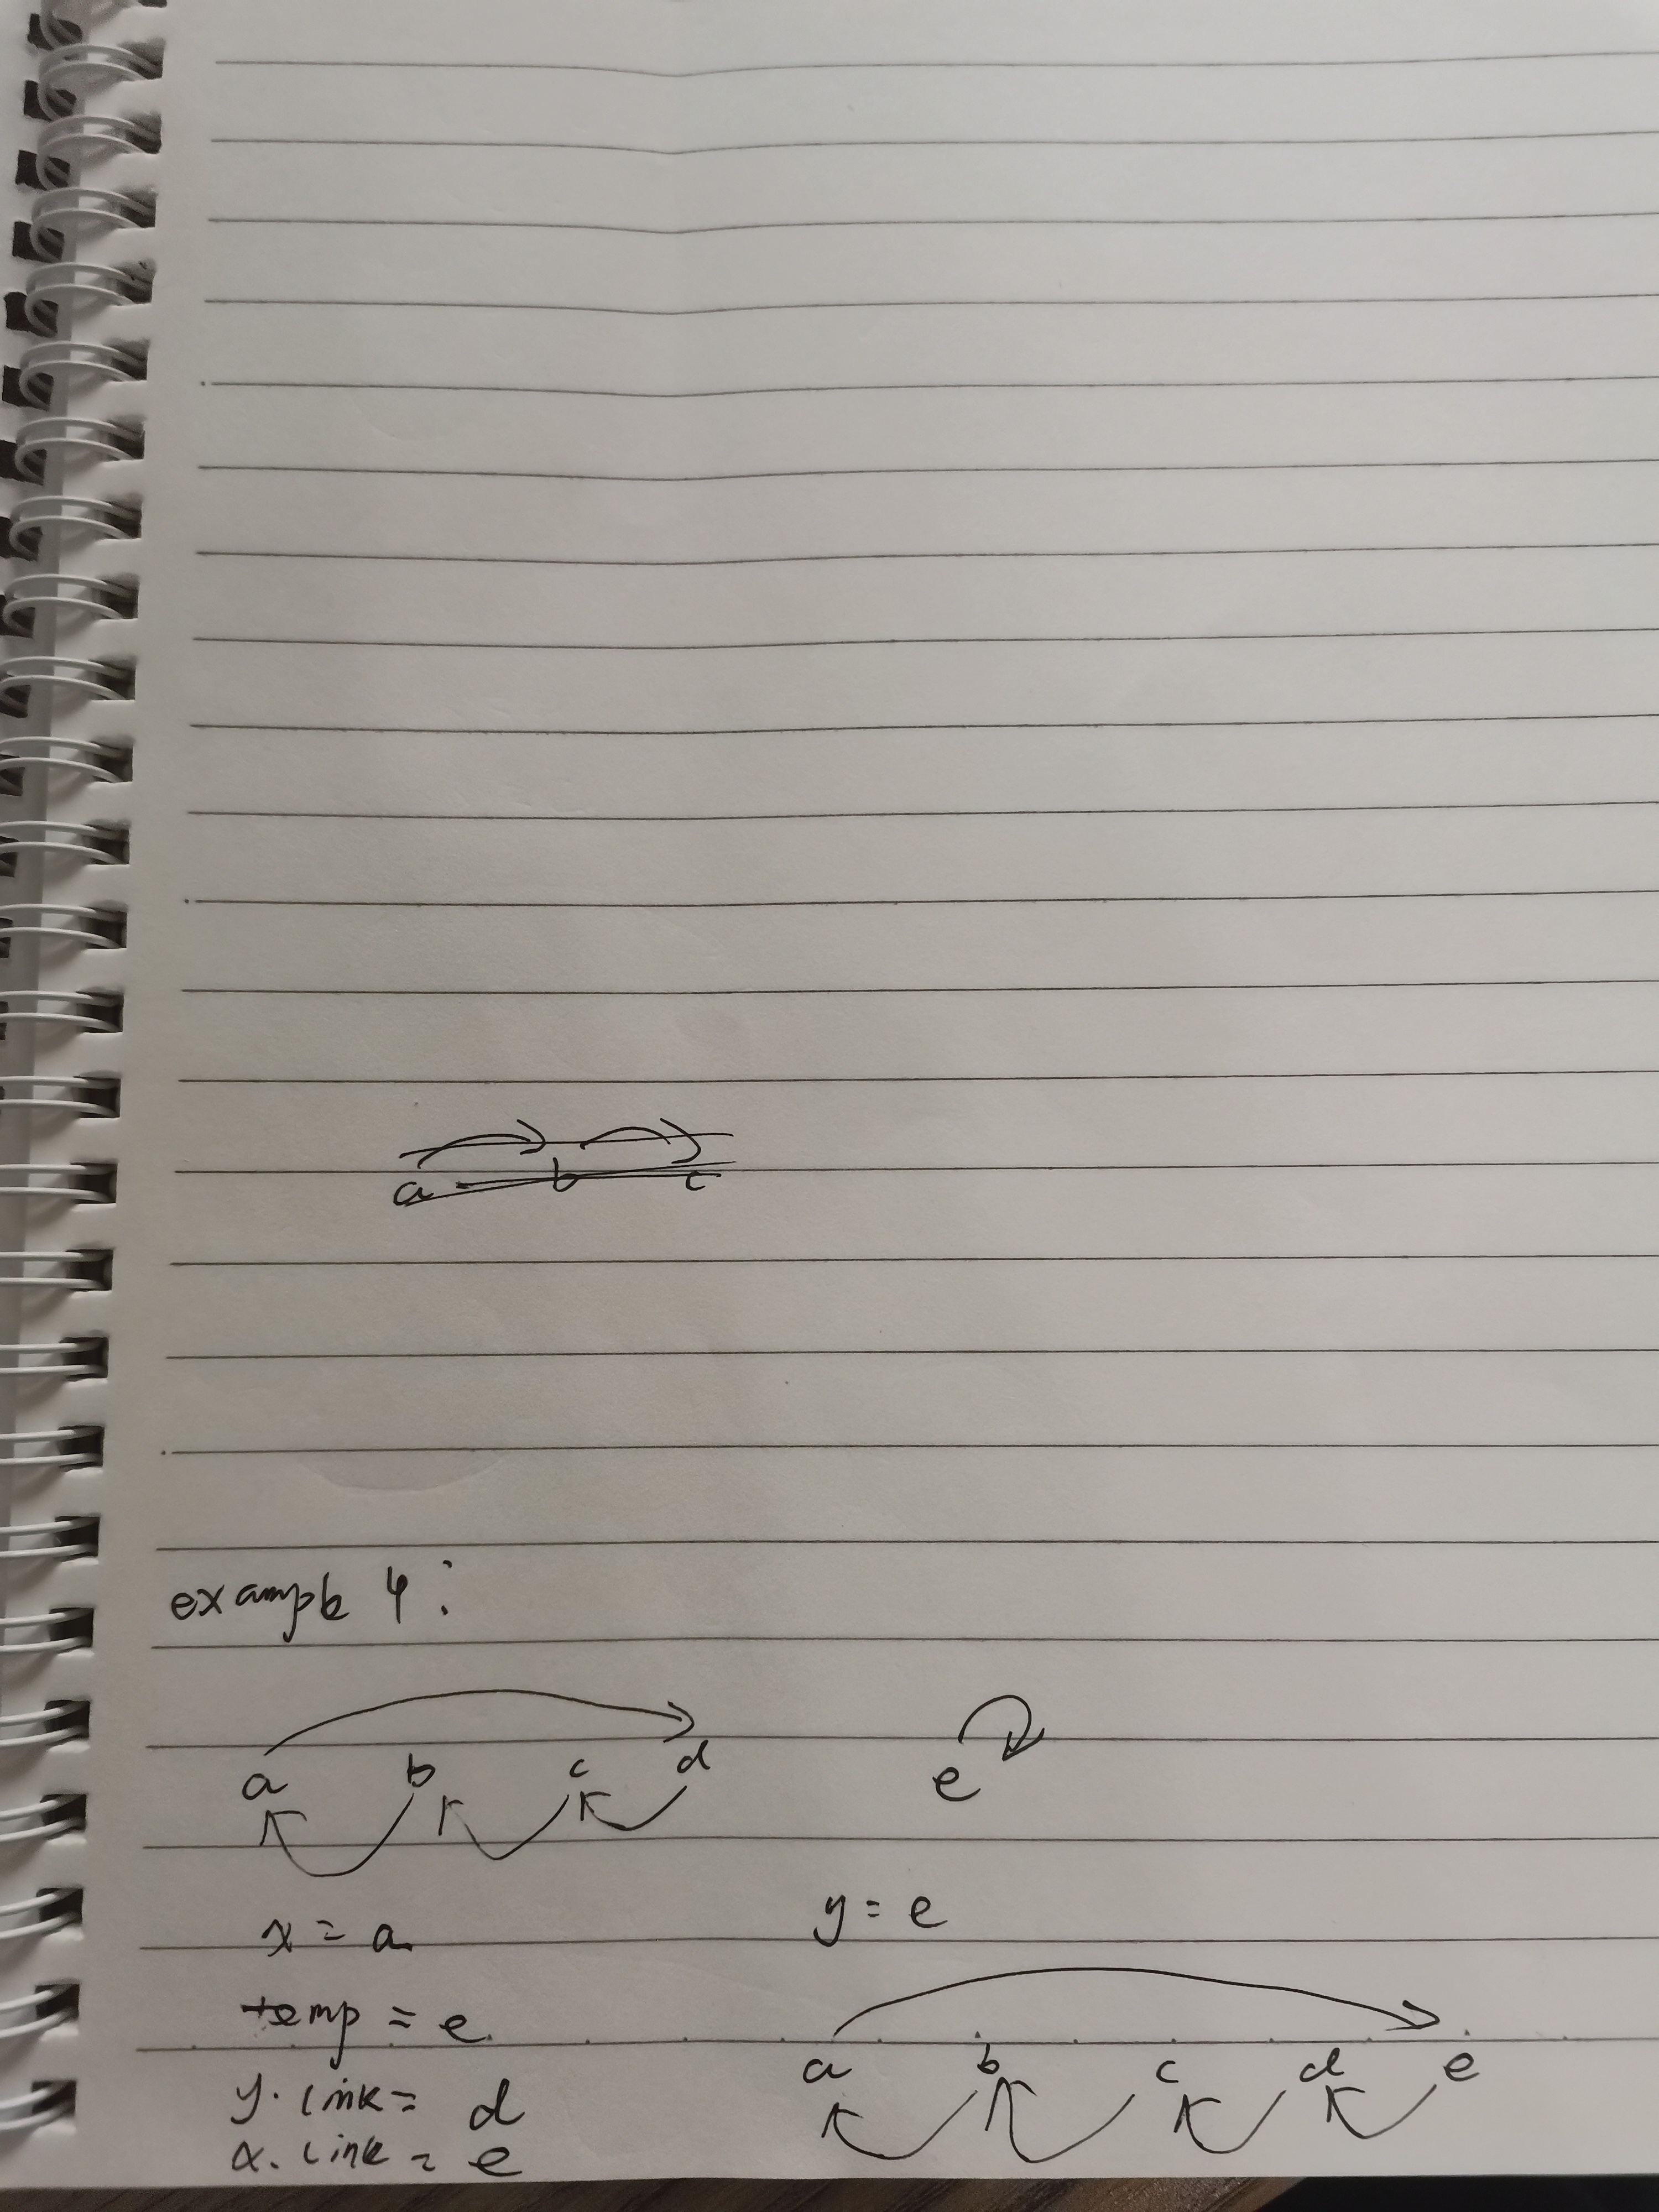 a b c
example 4:
a b c d e
x = a y = e
temp = e
a b c d e
y. link = d
x. link = e